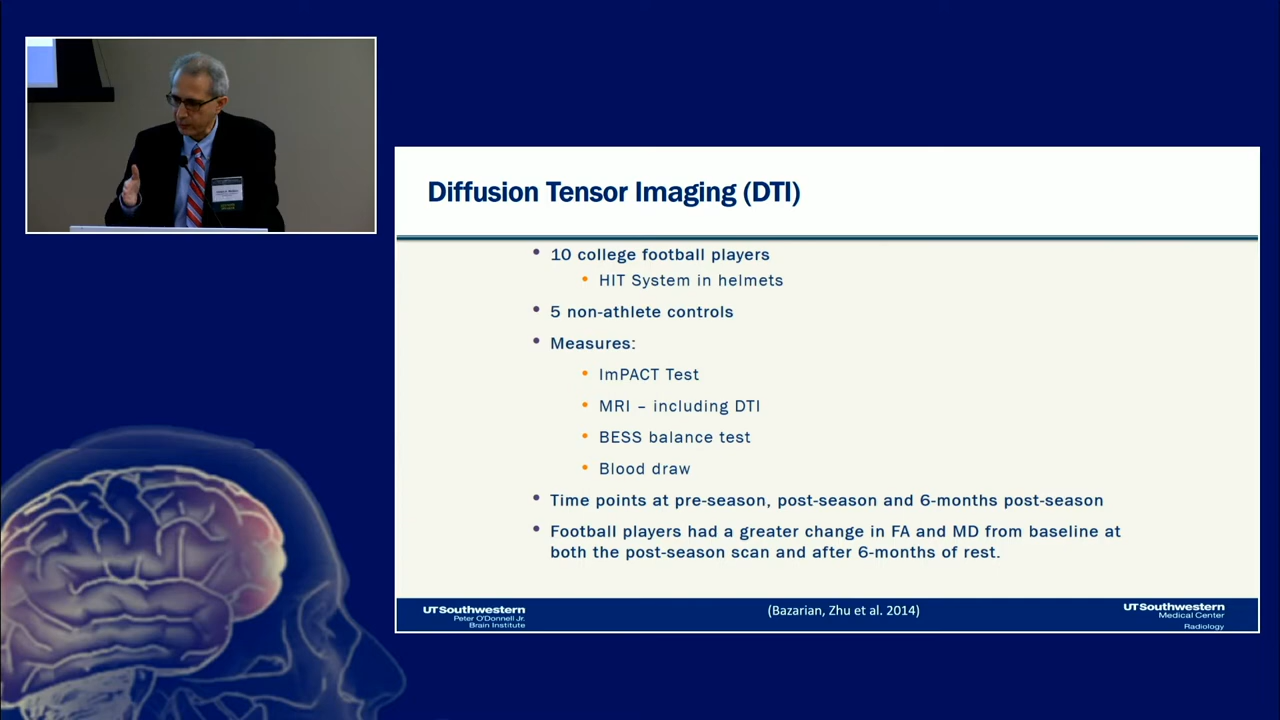 Diffusion Tensor Imaging (DTI)
• 10 college football players
• HIT System in helmets
• 5 non-athlete controls
• Measures:
• ImPACT Test
• MRI – including DTI
• BESS balance test
• Blood draw
• Time points at pre-season, post-season and 6-months post-season
• Football players had a greater change in FA and MD from baseline at
both the post-season scan and after 6-months of rest.
UTSouthwestern
Peter O'Donnell Jr.
Brain Institute
(Bazarian, Zhu et al. 2014)
UTSouthwestern
Medical Center
Radiology